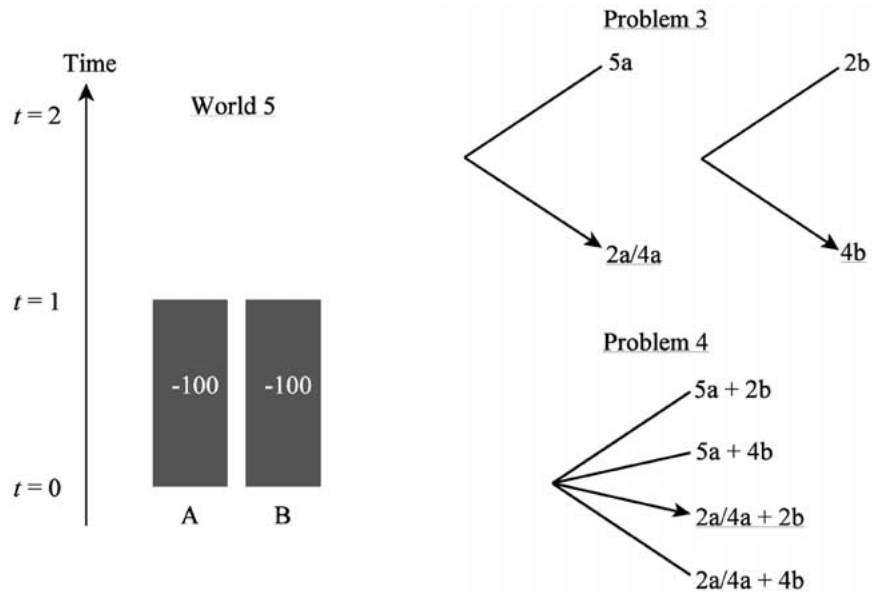 Problem 3
Time
5a
2b
t = 2
World 5
2a/4a
4b
t = 1
Problem 4
-100
-100
5a + 2b
5a + 4b
t = 0
2a/4a + 2b
A
B
2a/4a + 4b